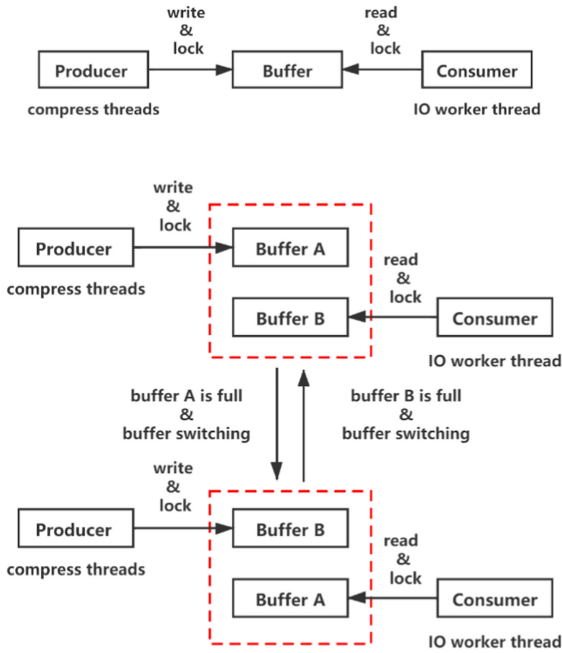 write
&
lock
read
&
lock
Producer
Buffer
Consumer
compress threads
IO worker thread
write
&
lock
Producer
Buffer A
compress threads
read
&
lock
Buffer B
Consumer
IO worker thread
buffer A is full
&
buffer switching
buffer B is full
&
buffer switching
write
&
lock
Producer
Buffer B
compress threads
read
&
lock
Buffer A
Consumer
IO worker thread